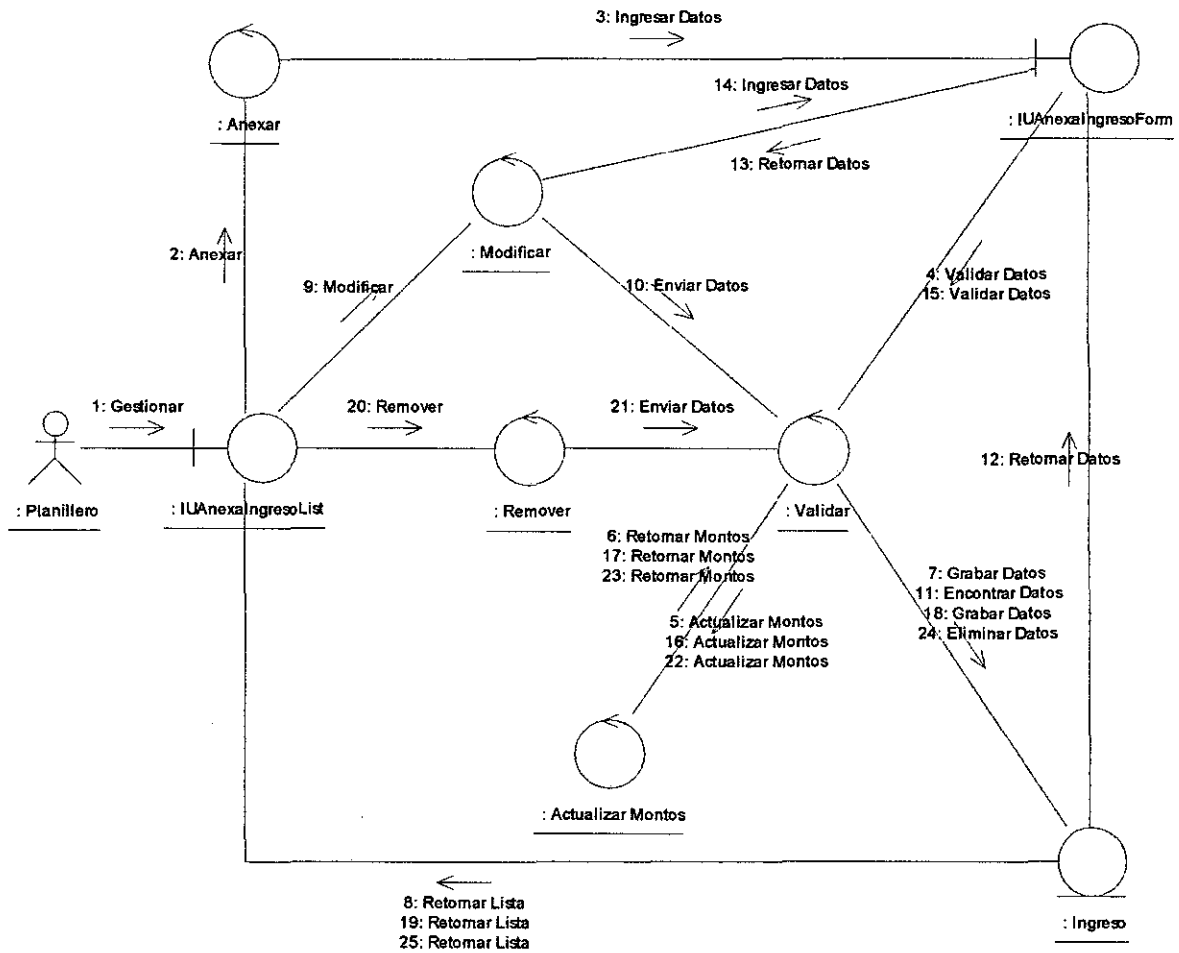 3: Ingresar Datos
14: Ingresar Datos
: Anexar
: IUAnexaIngresoForm
13: Retornar Datos
2: Anexar
: Modificar
9: Modificar
10: Enviar Datos
4: Validar Datos
15: Validar Datos
1: Gestionar
20: Remover
21: Enviar Datos
12: Retornar Datos
: Planillero
: IUAnexaIngresoList
: Remover
: Validar
6: Retornar Montos
17: Retornar Montos
23: Retornar Montos
7: Grabar Datos
11: Encontrar Datos
18: Grabar Datos
24: Eliminar Datos
5: Actualizar Montos
16: Actualizar Montos
22: Actualizar Montos
: Actualizar Montos
8: Retornar Lista
19: Retornar Lista
25: Retornar Lista
: Ingreso